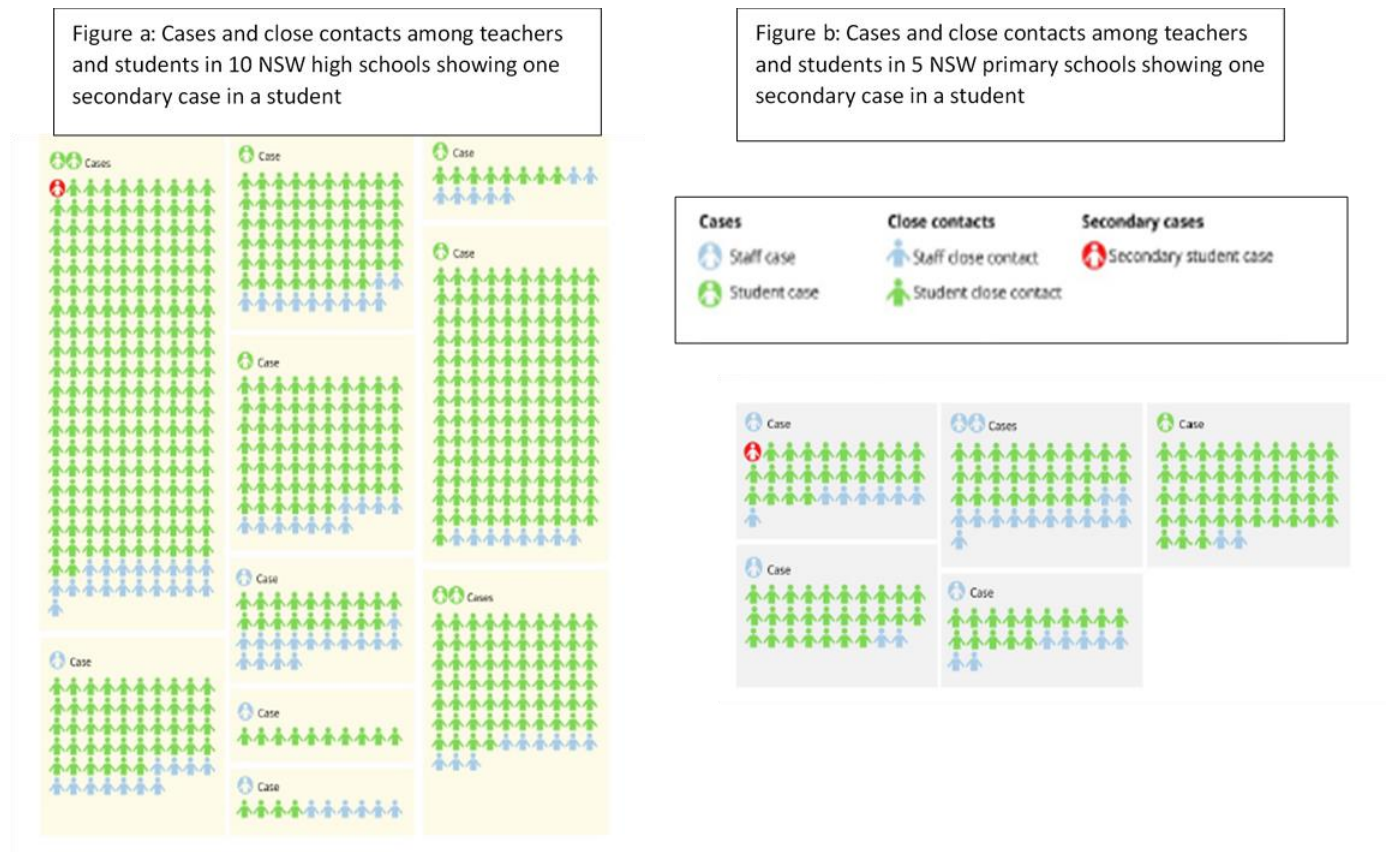 Figure a: Cases and close contacts among teachers
and students in 10 NSW high schools showing one
secondary case in a student
Figure b: Cases and close contacts among teachers
and students in 5 NSW primary schools showing one
secondary case in a student
Cases
Case
Case
Case
Case
Case
Cases
Case
Case
Case
Cases Close contacts Secondary cases
Staff case Staff close contact Secondary student case
Student case Student close contact
Case
Cases
Case
Case
Case